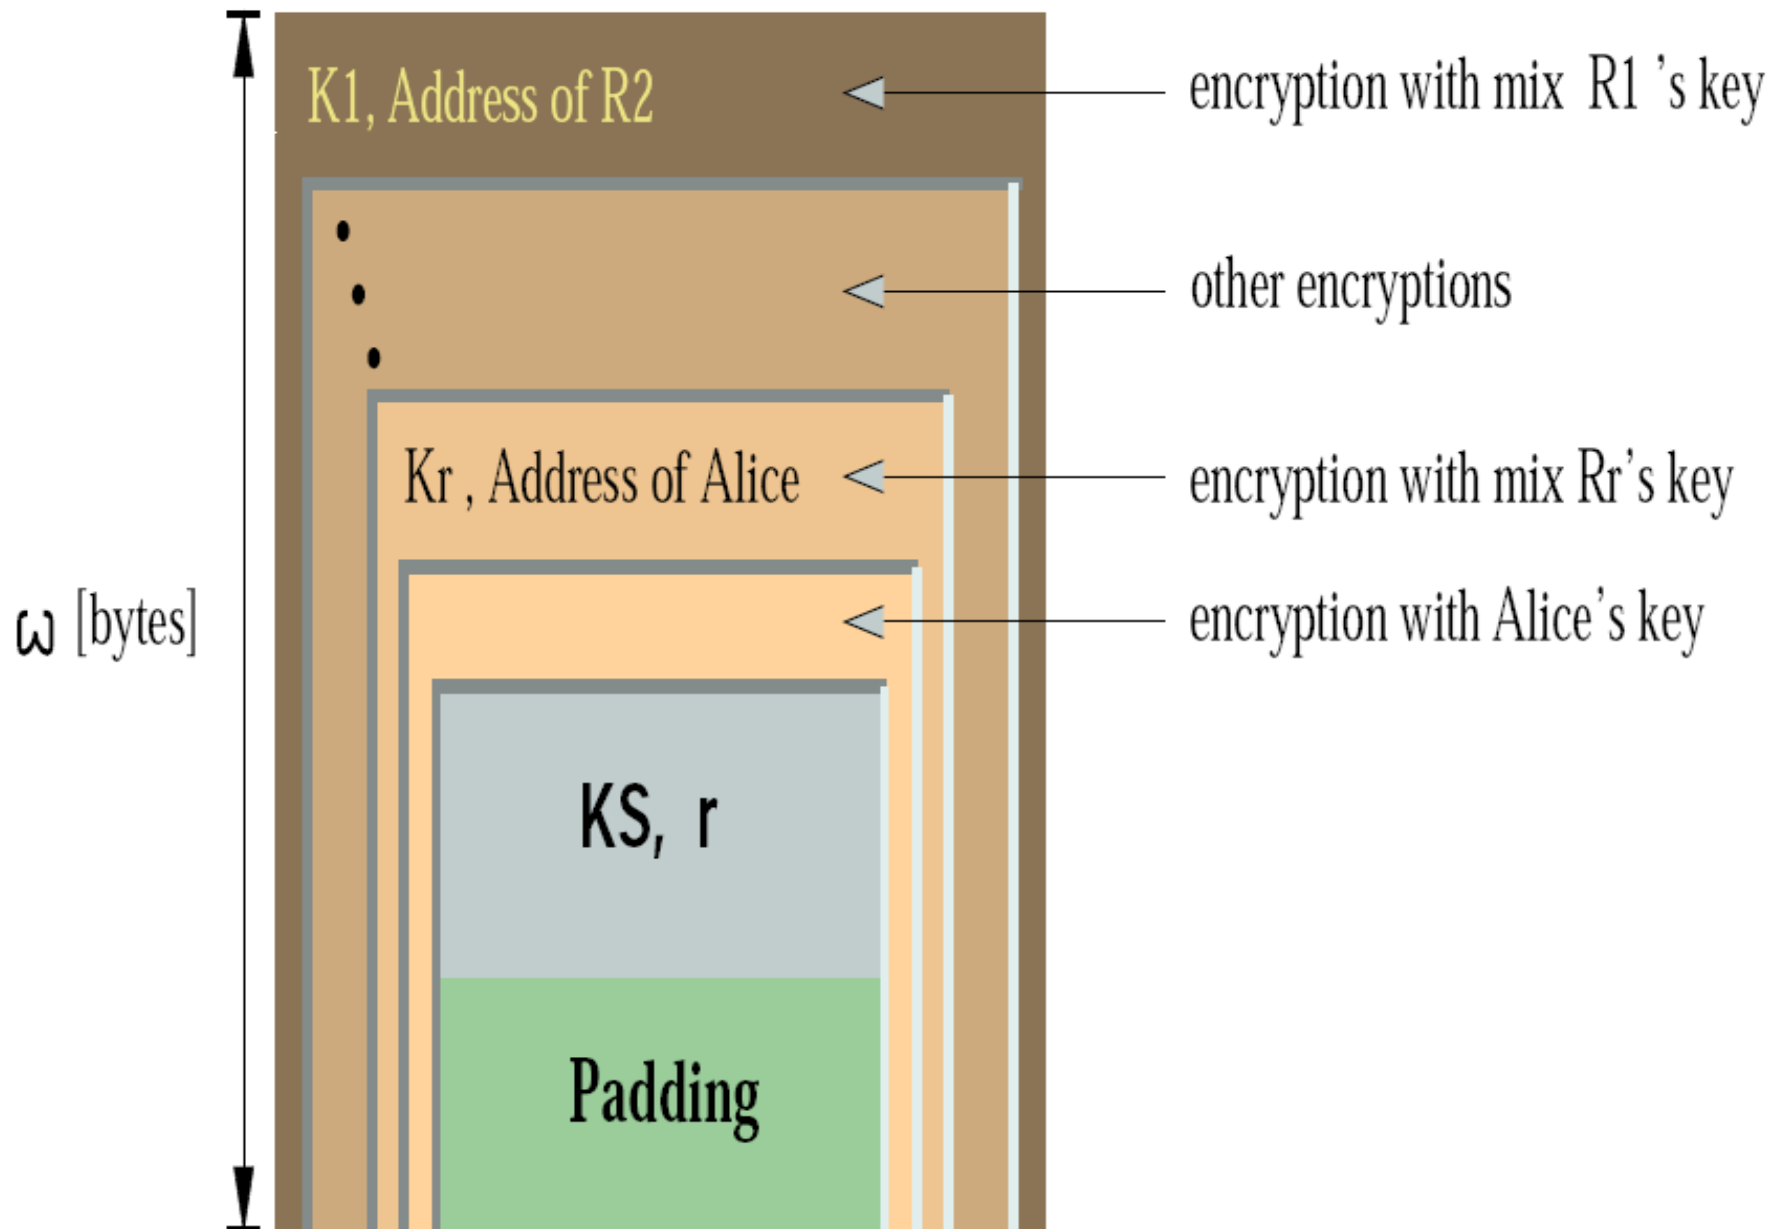 K1, Address of R2
encryption with mix R1 's key
other encryptions
Kr , Address of Alice
encryption with mix Rr's key
ω [bytes]
encryption with Alice's key
KS, r
Padding